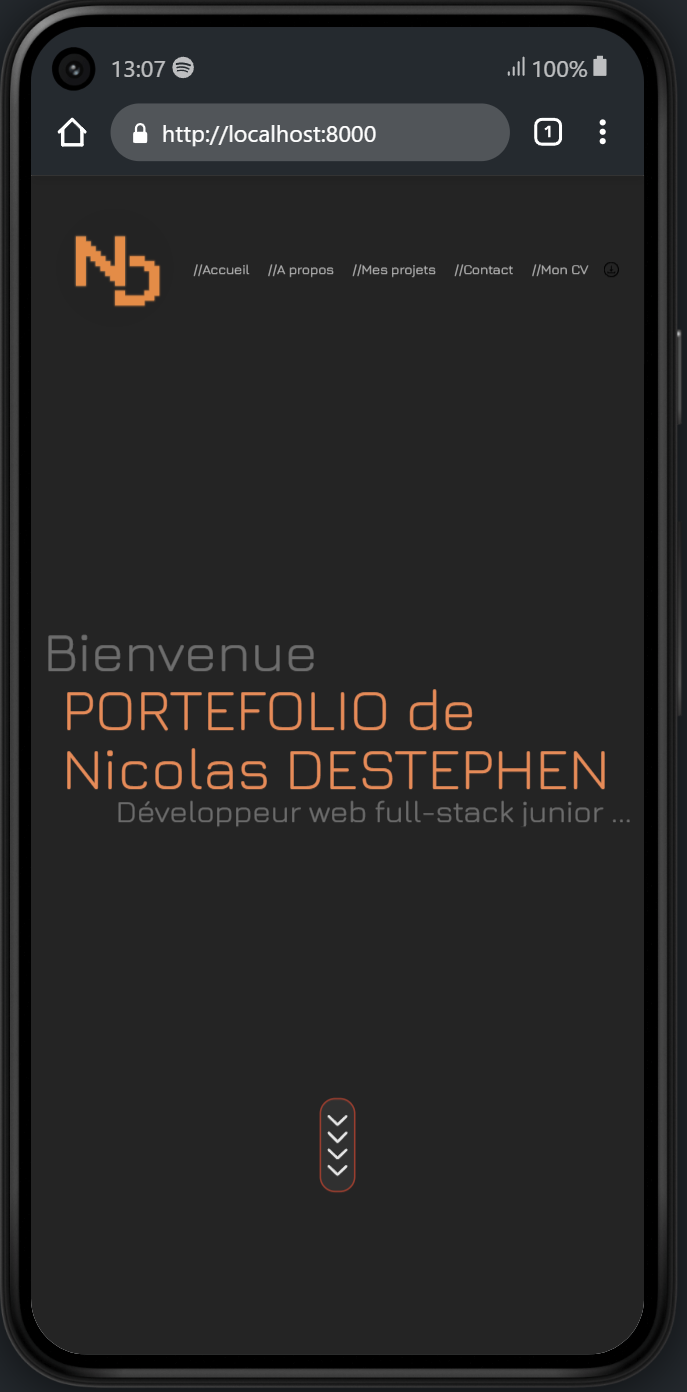 13:07 100%
http://localhost:8000 1
ND //Accueil //A propos //Mes projets //Contact //Mon CV
Bienvenue
PORTEFOLIO de
Nicolas DESTEPHEN
Développeur web full-stack junior ...